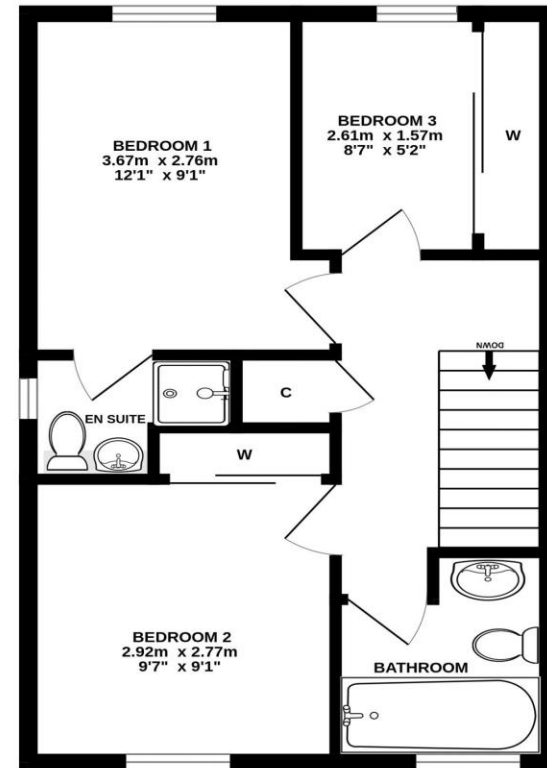 BEDROOM 1
3.67m x 2.76m
12'1" x 9'1"
BEDROOM 3
2.61m x 1.57m
8'7" x 5'2"
W
DOWN
C
EN SUITE
W
BEDROOM 2
2.92m x 2.77m
9'7" x 9'1"
BATHROOM